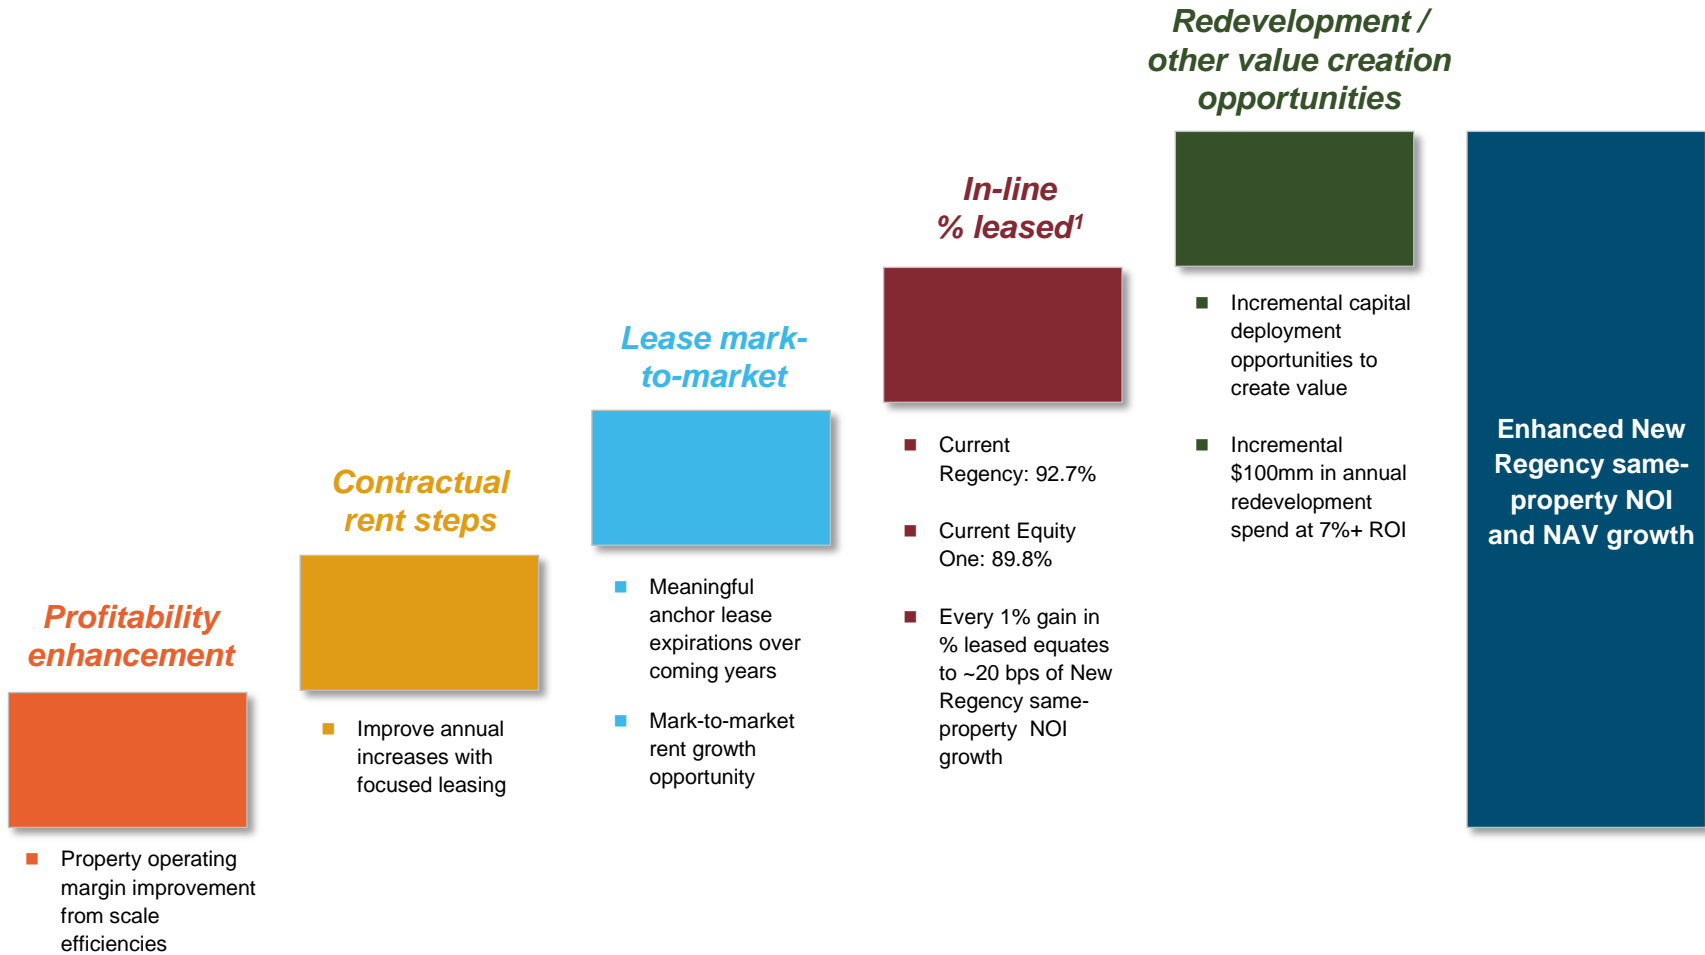 Profitability
enhancement
■ Property operating
margin improvement
from scale
efficiencies
Contractual
rent steps
■ Improve annual
increases with
focused leasing
Lease mark-
to-market
■ Meaningful
anchor lease
expirations over
coming years
■ Mark-to-market
rent growth
opportunity
In-line
% leased¹
■ Current
Regency: 92.7%
■ Current Equity
One: 89.8%
■ Every 1% gain in
% leased equates
to ~20 bps of New
Regency same-
property NOI
growth
Redevelopment /
other value creation
opportunities
■ Incremental capital
deployment
opportunities to
create value
■ Incremental
$100mm in annual
redevelopment
spend at 7%+ ROI
Enhanced New
Regency same-
property NOI
and NAV growth